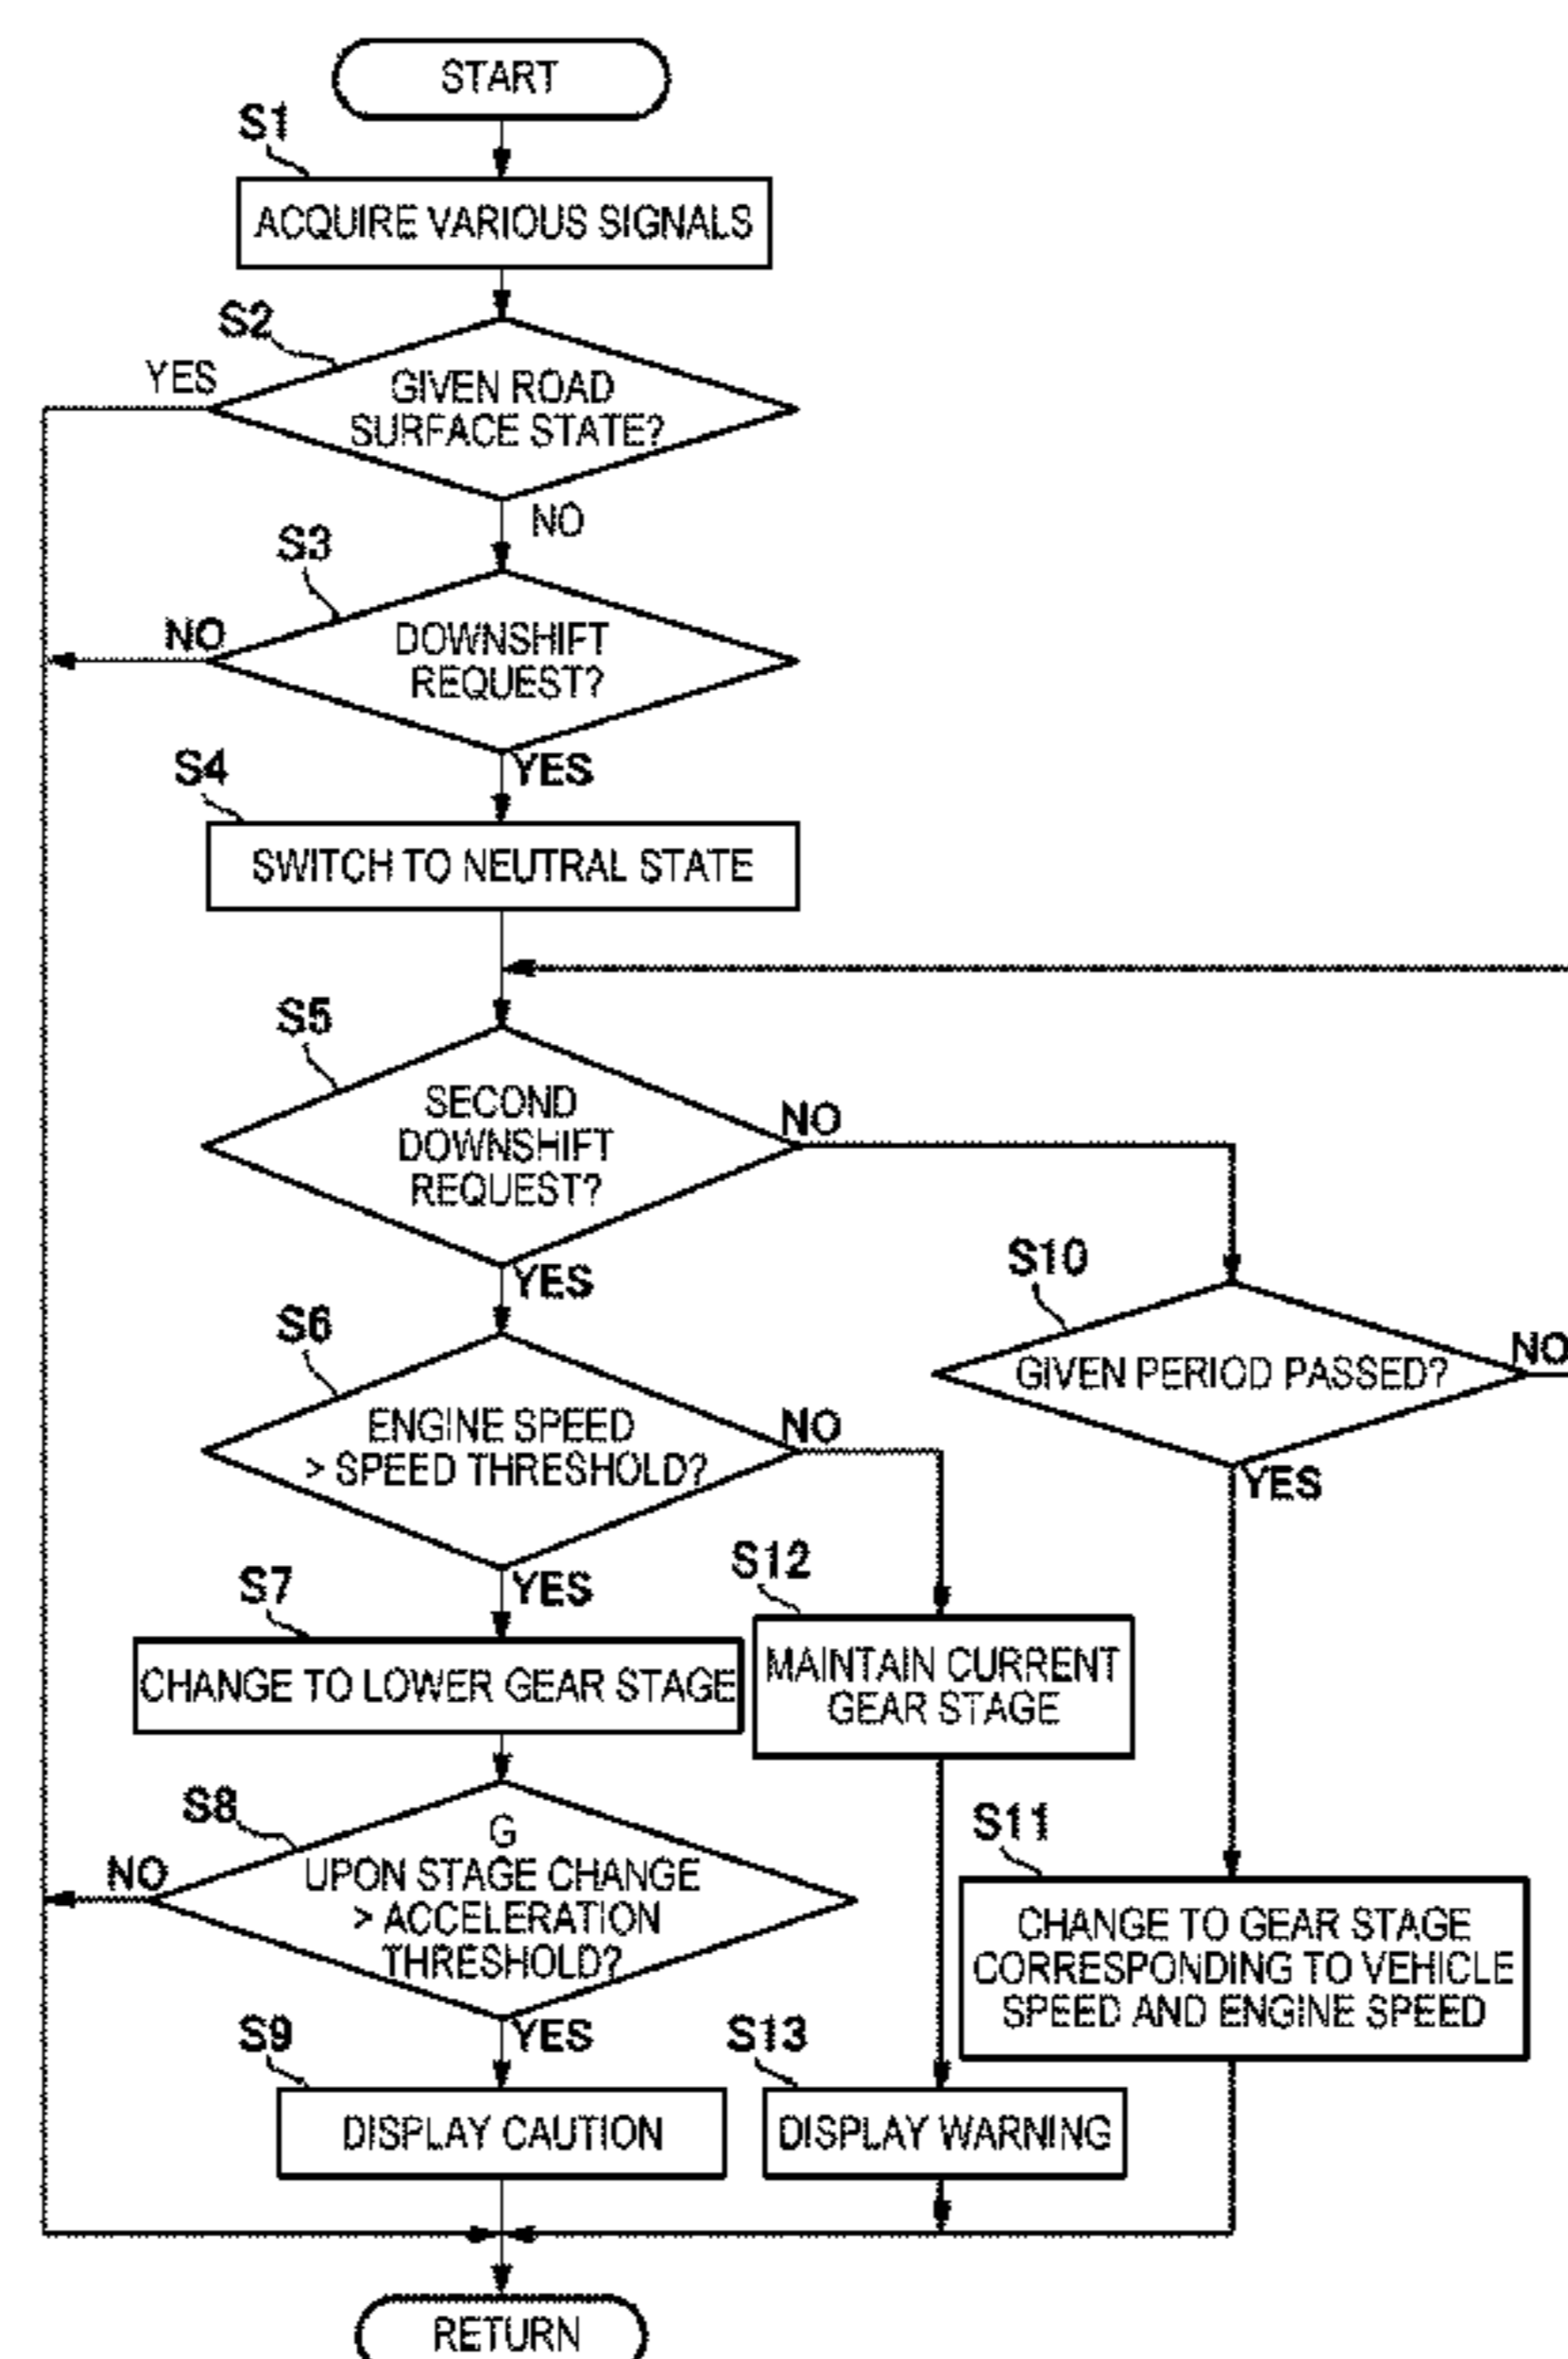 START
S1
ACQUIRE VARIOUS SIGNALS
S2
YES
GIVEN ROAD
SURFACE STATE?
NO
S3
NO
DOWNSHIFT
REQUEST?
YES
S4
SWITCH TO NEUTRAL STATE
S5
SECOND
DOWNSHIFT
REQUEST?
NO
YES
S10
GIVEN PERIOD PASSED?
NO
YES
S6
ENGINE SPEED
> SPEED THRESHOLD?
NO
YES
S7
CHANGE TO LOWER GEAR STAGE
S12
MAINTAIN CURRENT
GEAR STAGE
S8
NO
G
UPON STAGE CHANGE
> ACCELERATION
THRESHOLD?
YES
S11
CHANGE TO GEAR STAGE
CORRESPONDING TO VEHICLE
SPEED AND ENGINE SPEED
S9
DISPLAY CAUTION
S13
DISPLAY WARNING
RETURN